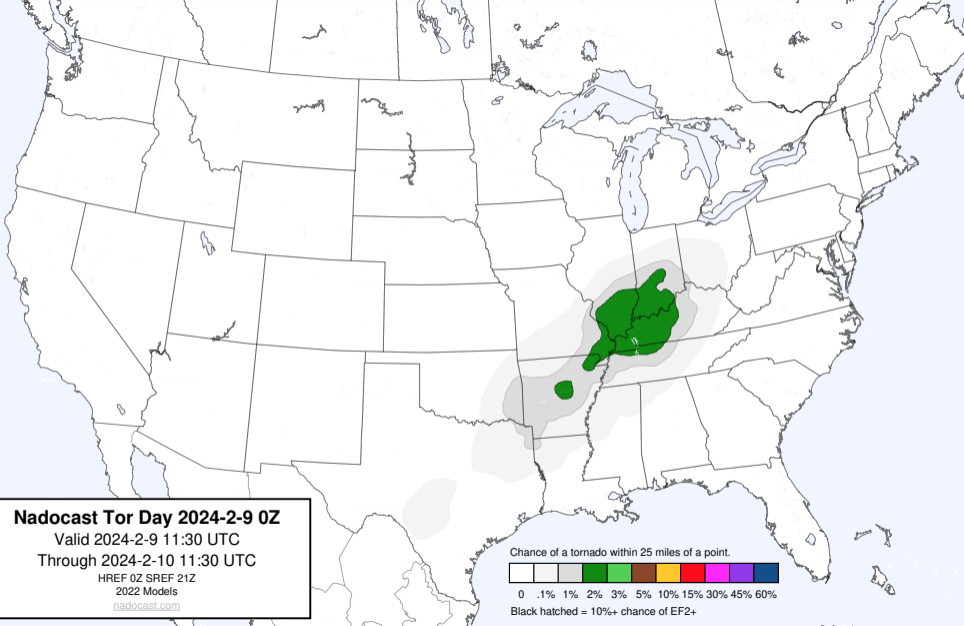 Nadocast Tor Day 2024-2-9 0Z
Valid 2024-2-9 11:30 UTC
Through 2024-2-10 11:30 UTC
HREF 0Z SREF 21Z
2022 Models
nadocast.com
Chance of a tornado within 25 miles of a point.
0 .1% 1% 2% 3% 5% 10% 15% 30% 45% 60%
Black hatched = 10%+ chance of EF2+